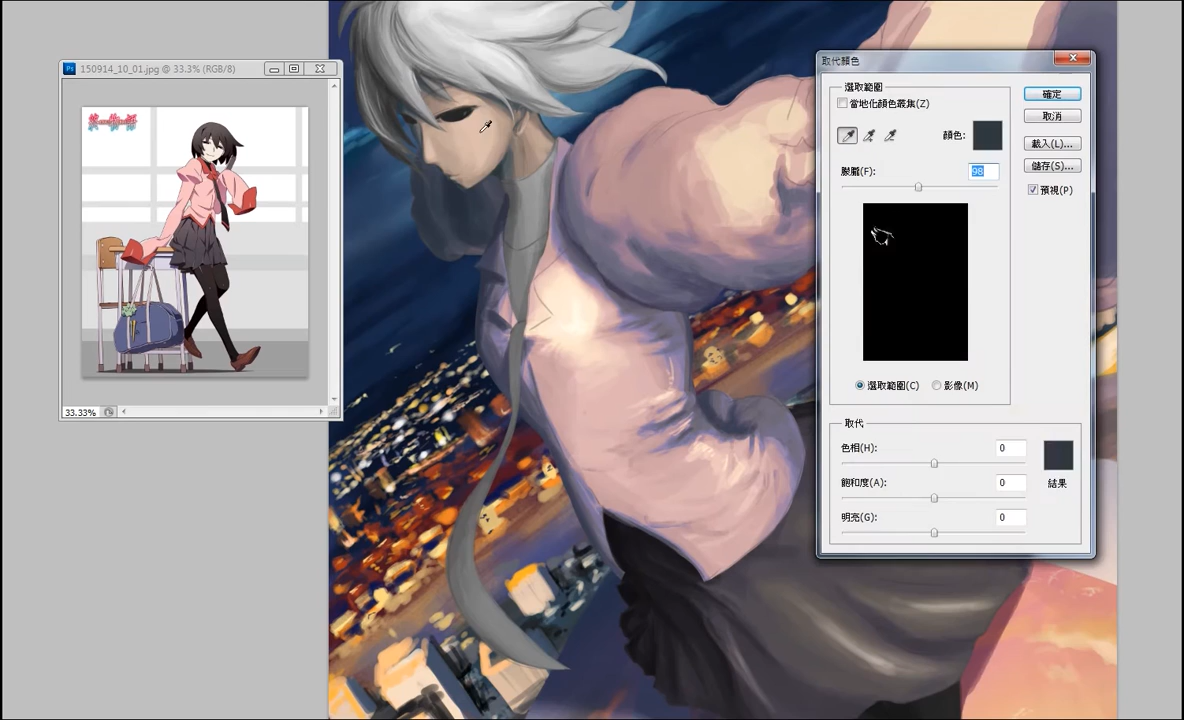 Ps
150914_10_01.jpg @ 33.3% (RGB/8)
33.33%
取代顏色
選取範圍
當地化顏色叢集(Z)
顏色:
朦朧(F):
98
選取範圍(C)
影像(M)
確定
取消
載入(L)...
儲存(S)...
預視(P)
取代
色相(H):
0
飽和度(A):
0
結果
明亮(G):
0